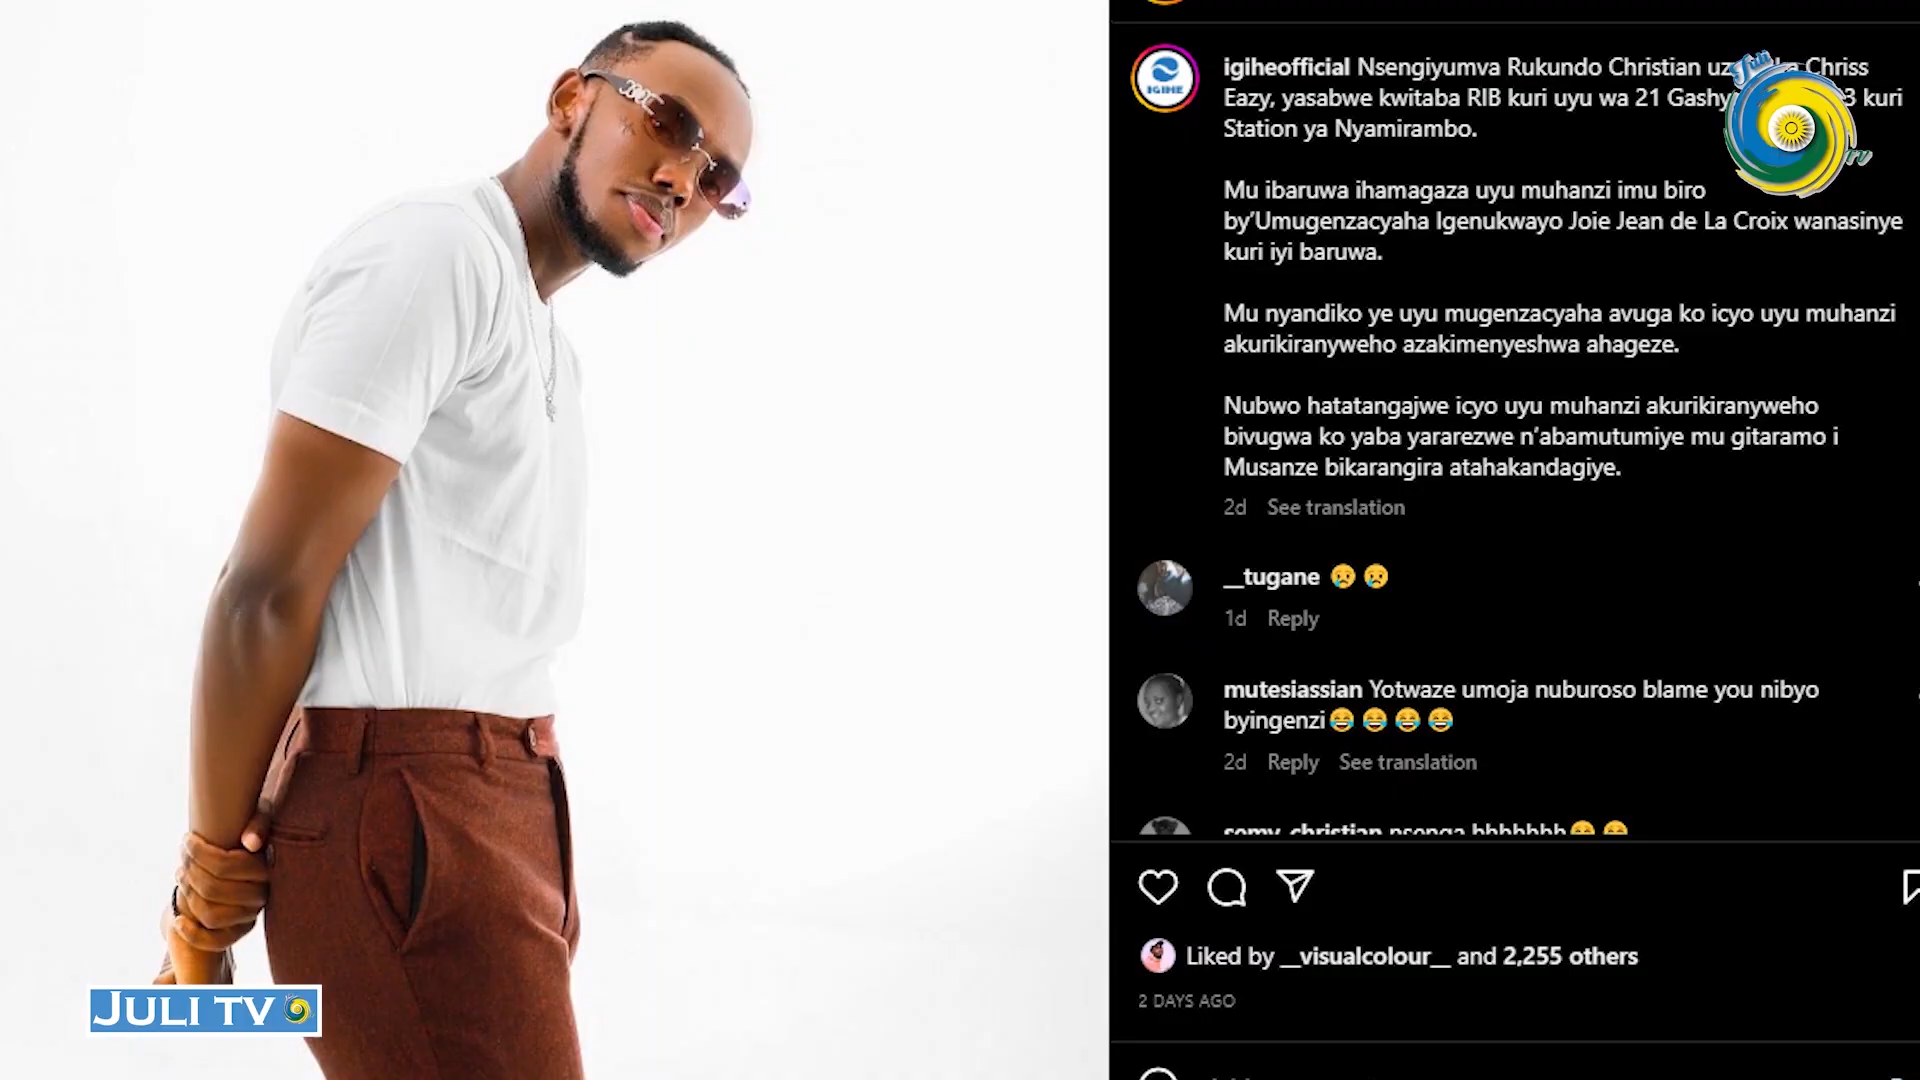 igiheofficial Nsengiyumva Rukundo Christian Chriss
Eazy, yasabwe kwitaba RIB kuri uyu wa 21 kuri
Station ya Nyamirambo.
Mu ibaruwa ihamagaza uyu muhanzi imu biro
by’Umugenzacyaha Igenukwayo Joie Jean de La Croix wanasinye
kuri iyi baruwa.
Mu nyandiko ye uyu mugenzacyaha avuga ko icyo uyu muhanzi
akurikiranyweho azakimenyeshwa ahageze.
Nubwo hatatangajwe icyo uyu muhanzi akurikiranyweho
bivugwa ko yaba yararezwe n’abamutumiye mu gitaramo i
Musanze bikarangira atahakandagiye.
2d See translation
__tugane 😢 😢
1d Reply
mutesiassian Yotwaze umoja nuburoso blame you nibyo
byingenzi😂 😂 😂 😂
2d Reply See translation
Liked by __visualcolour__ and 2,255 others
2 DAYS AGO
IGIHE
Juli
TV
JULI TV